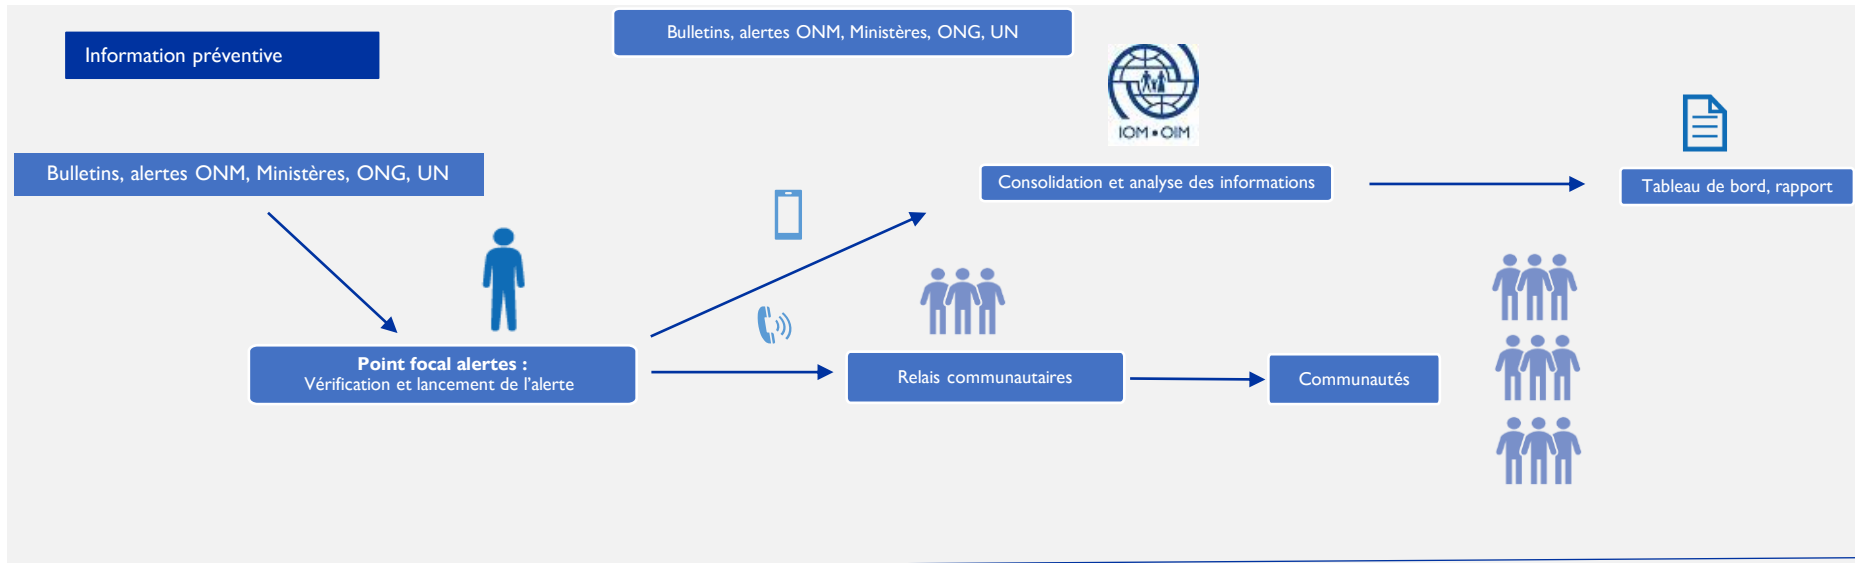 Bulletins, alertes ONM, Ministères, ONG, UN
Information préventive
IOM • OIM
Bulletins, alertes ONM, Ministères, ONG, UN
Consolidation et analyse des informations
Tableau de bord, rapport
Point focal alertes :
Vérification et lancement de l’alerte
Relais communautaires
Communautés